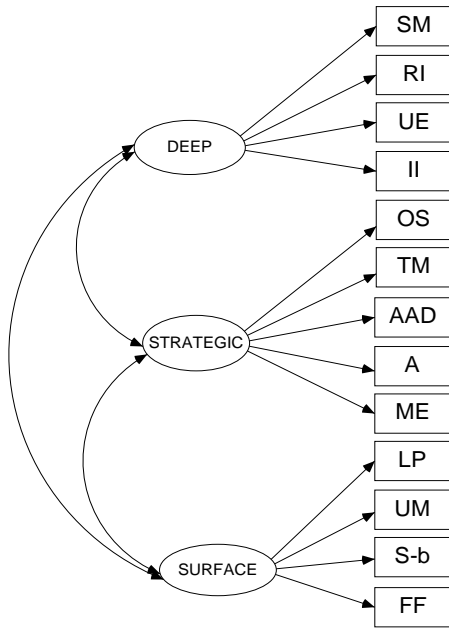 SM
RI
UE
DEEP
II
OS
TM
AAD
STRATEGIC
A
ME
LP
UM
S-b
SURFACE
FF